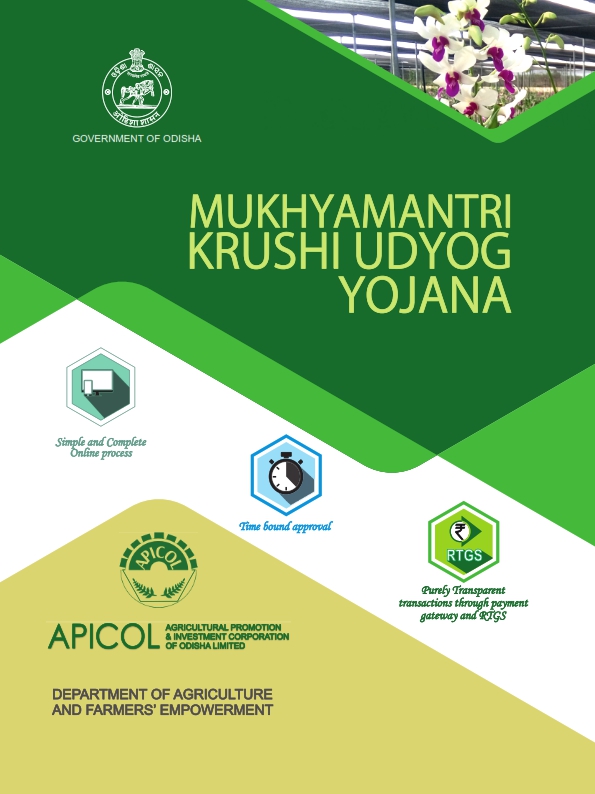 GOVERNMENT OF ODISHA
MUKHYAMANTRI
KRUSHI UDYOG
YOJANA
Simple and Complete
Online process
Time bound approval
₹
RTGS
Purely Transparent
transactions through payment
gateway and RTGS
APICOL
APICOL
AGRICULTURAL PROMOTION
& INVESTMENT CORPORATION
OF ODISHA LIMITED
DEPARTMENT OF AGRICULTURE
AND FARMERS' EMPOWERMENT